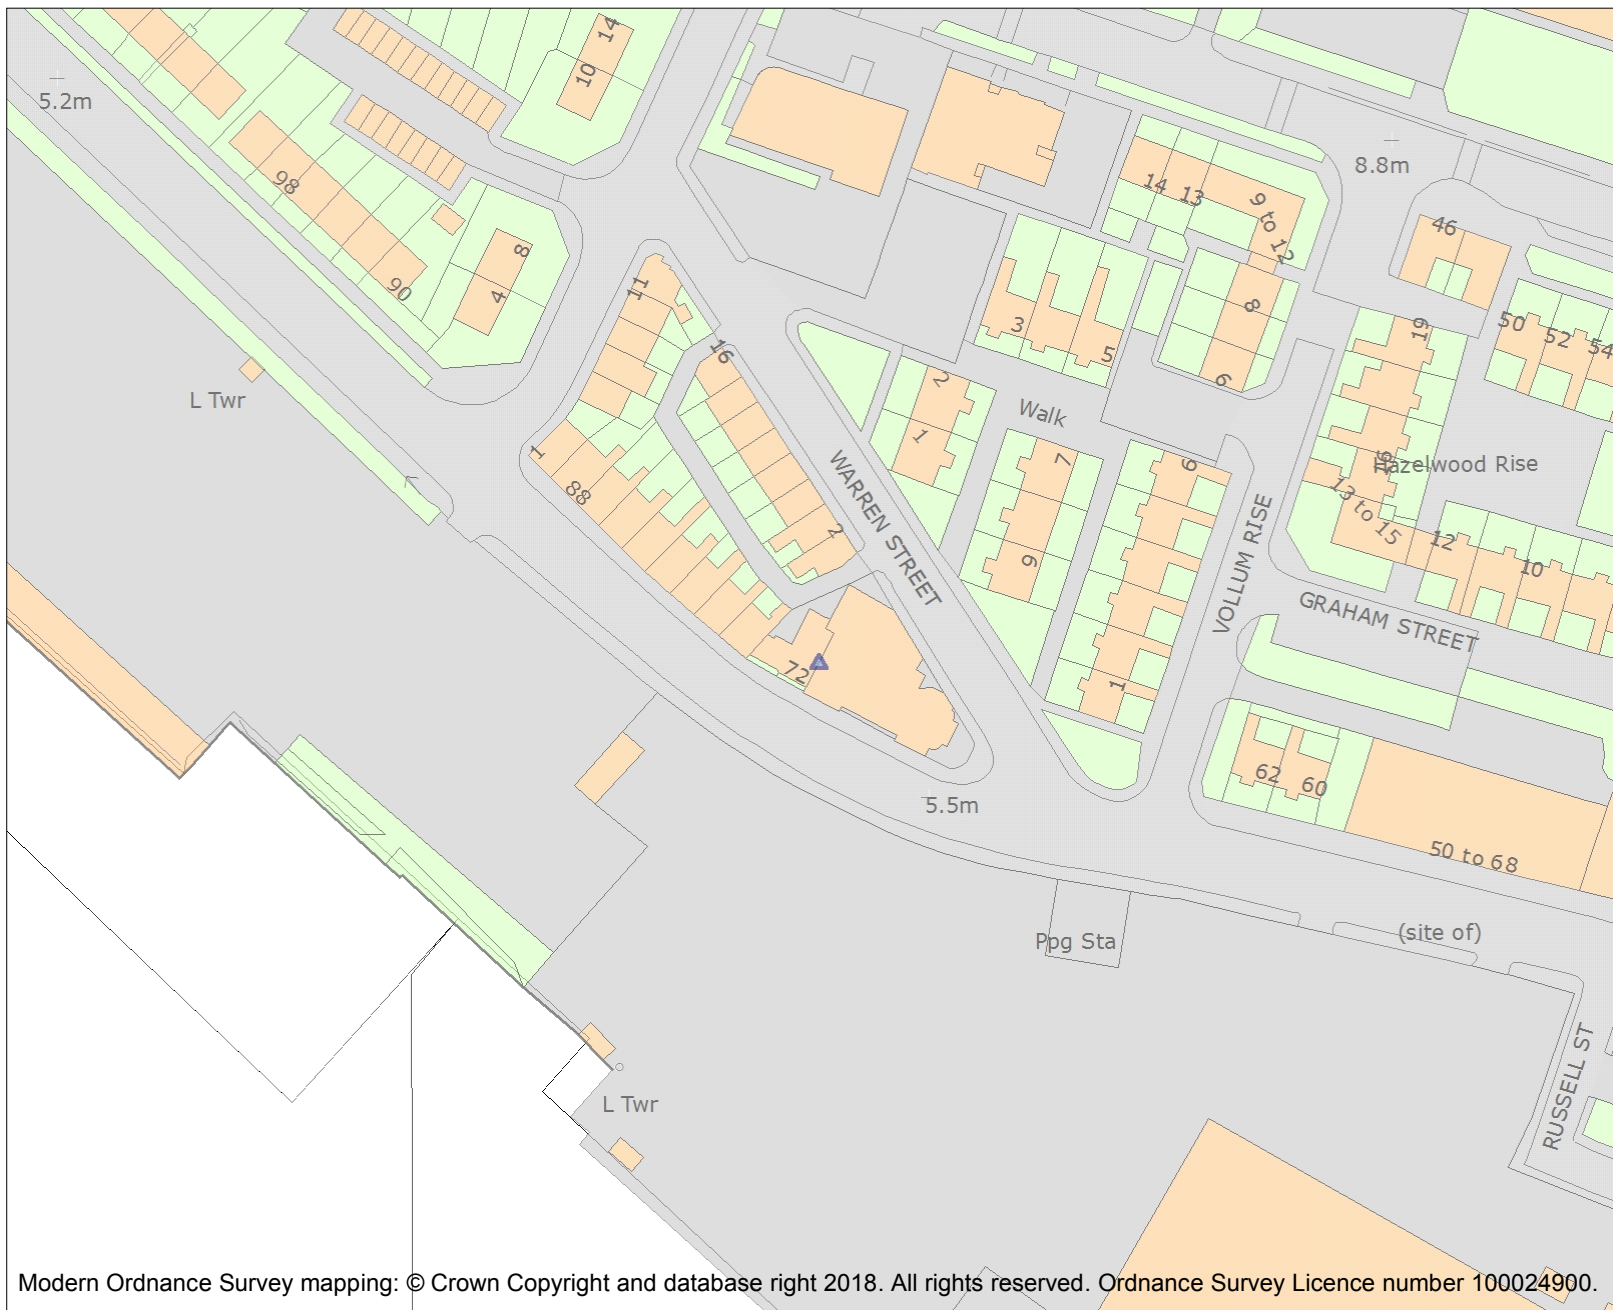 14
10
5.2m
8.8m
98
14
13
9 to 12
46
8
4
90
11
3
5
8
6
19
50
52
54
16
L Twr
2
1
Walk
WARREN STREET
7
9
6
1
88
16
Hazelwood Rise
13 to 15
12
10
2
9
VOLLUM RISE
GRAHAM STREET
72
1
62
60
5.5m
50 to 68
Ppg Sta
(site of)
RUSSELL ST
L Twr
Modern Ordnance Survey mapping: © Crown Copyright and database right 2018. All rights reserved. Ordnance Survey Licence number 100024900.